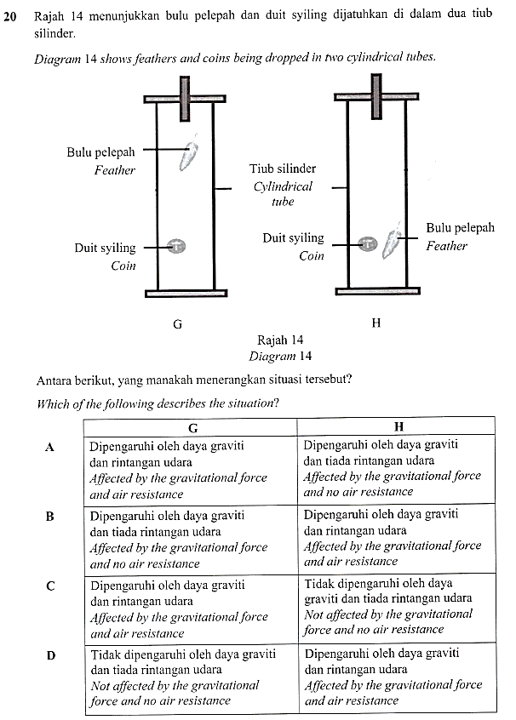 20 Rajah 14 menunjukkan bulu pelepah dan duit syiling dijatuhkan di dalam dua tiub
silinder.
Diagram 14 shows feathers and coins being dropped in two cylindrical tubes.
Bulu pelepah
Feather
Duit syiling
Coin
Tiub silinder
Cylindrical
tube
Duit syiling
Coin
Bulu pelepah
Feather
G
H
Rajah 14
Diagram 14
Antara berikut, yang manakah menerangkan situasi tersebut?
Which of the following describes the situation?
G H
A
Dipengaruhi oleh daya graviti
dan rintangan udara
Affected by the gravitational force
and air resistance
Dipengaruhi oleh daya graviti
dan tiada rintangan udara
Affected by the gravitational force
and no air resistance
B
Dipengaruhi oleh daya graviti
dan tiada rintangan udara
Affected by the gravitational force
and no air resistance
Dipengaruhi oleh daya graviti
dan rintangan udara
Affected by the gravitational force
and air resistance
C
Dipengaruhi oleh daya graviti
dan rintangan udara
Affected by the gravitational force
and air resistance
Tidak dipengaruhi oleh daya
graviti dan tiada rintangan udara
Not affected by the gravitational
force and no air resistance
D
Tidak dipengaruhi oleh daya graviti
dan tiada rintangan udara
Not affected by the gravitational
force and no air resistance
Dipengaruhi oleh daya graviti
dan rintangan udara
Affected by the gravitational force
and air resistance